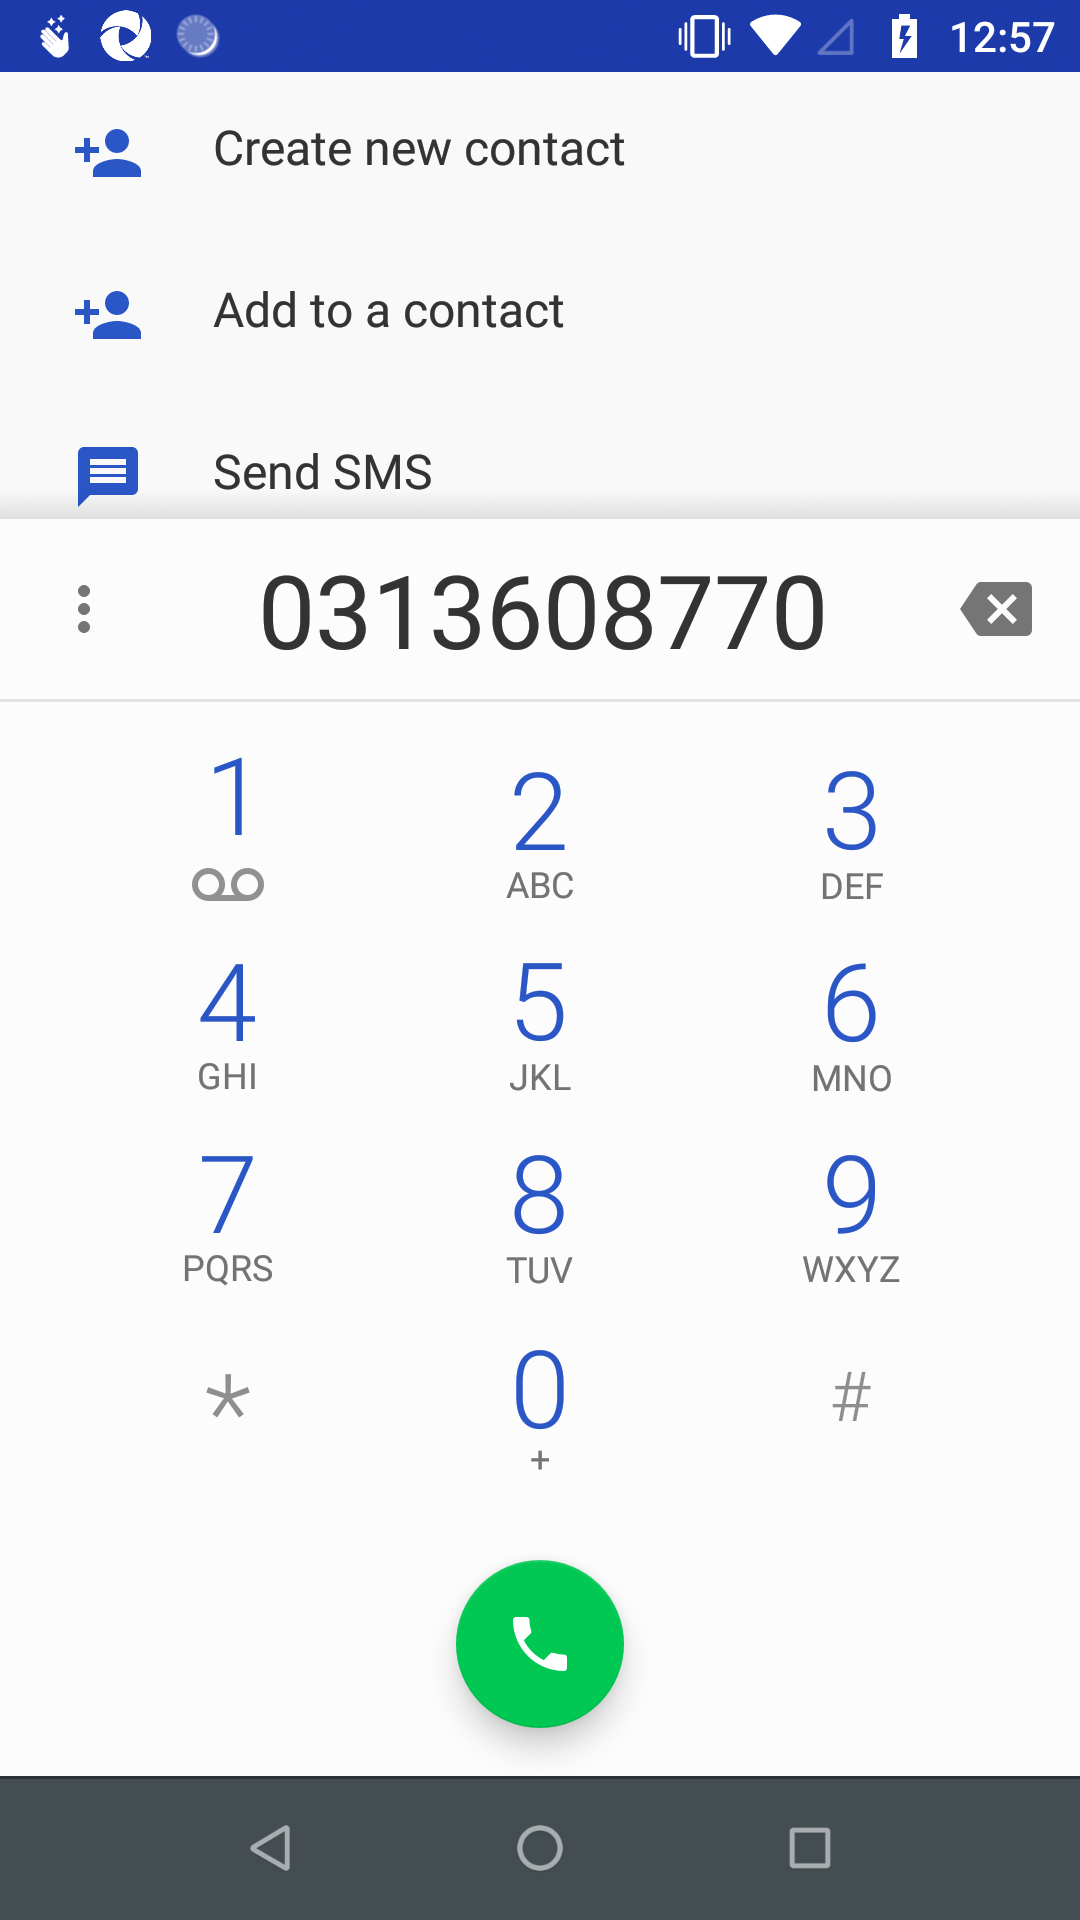 12:57
Create new contact
Add to a contact
Send SMS
0313608770
1 2 3
ABC DEF
4 5 6
GHI JKL MNO
7 8 9
PQRS TUV WXYZ
* 0 #
+